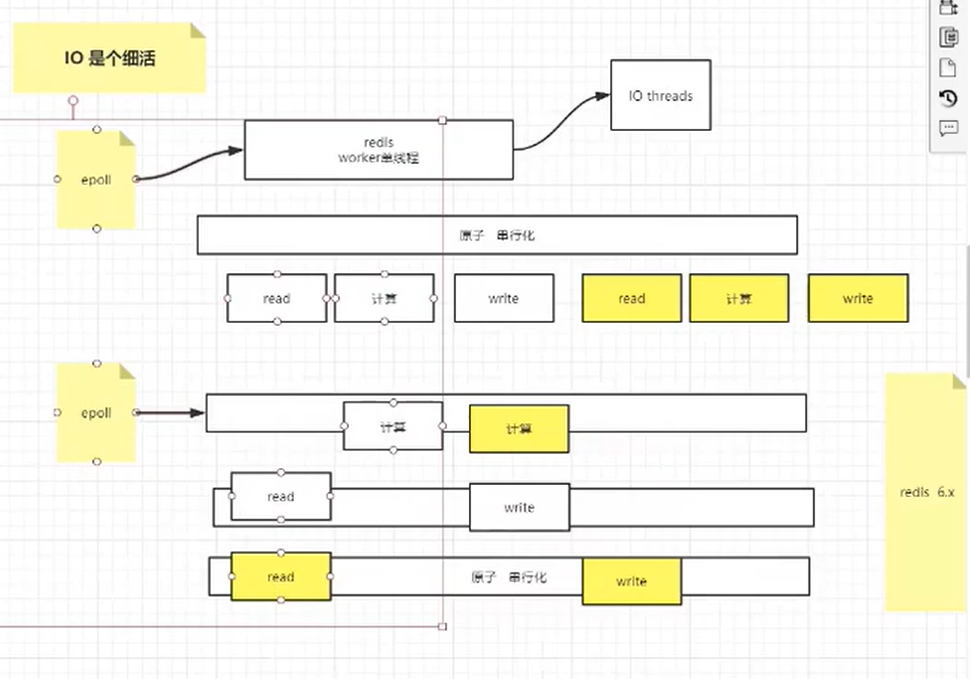 IO 是个细活
IO threads
redis
worker单线程
epoll
原子 串行化
read
计算
write
read
计算
write
epoll
计算
计算
read
write
redis 6.x
read
原子 串行化
write